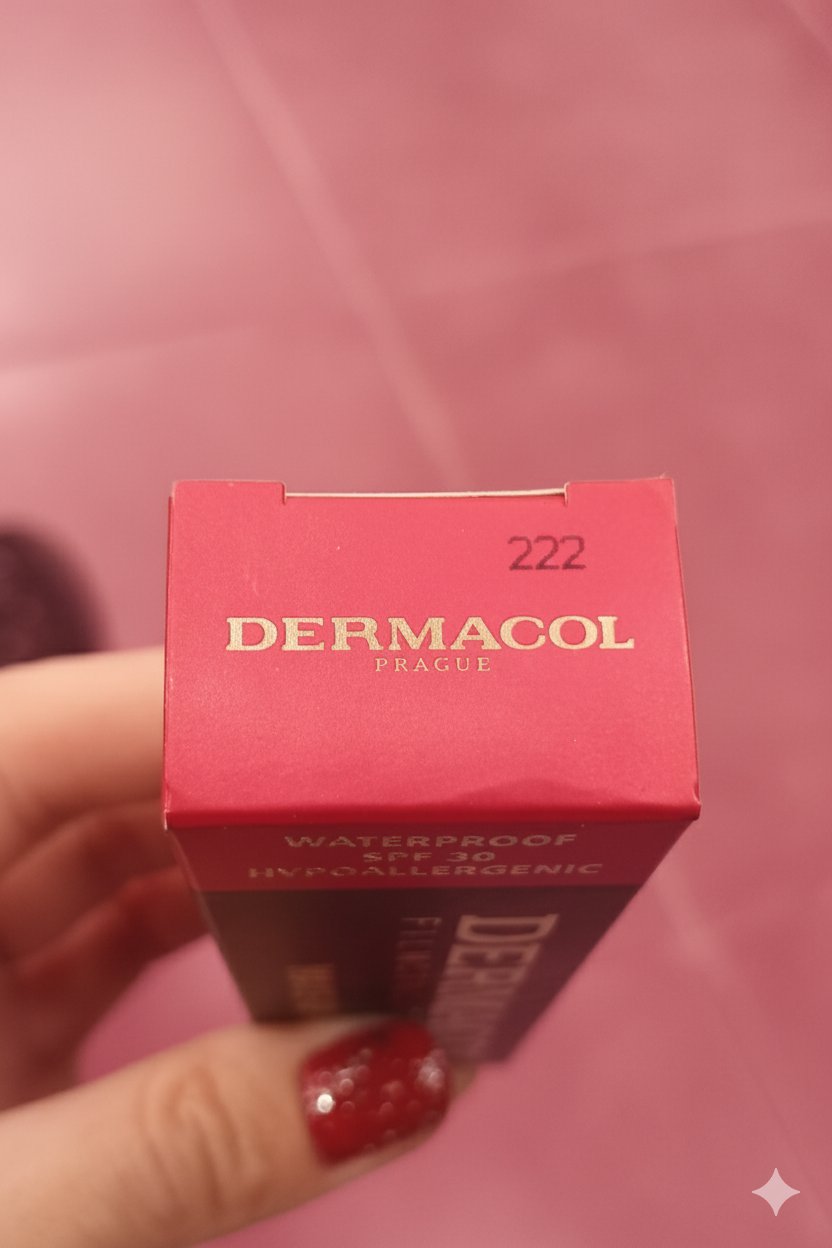 222
DERMACOL
PRAGUE
WATERPROOF
SPF 30
HYPOALLERGENIC